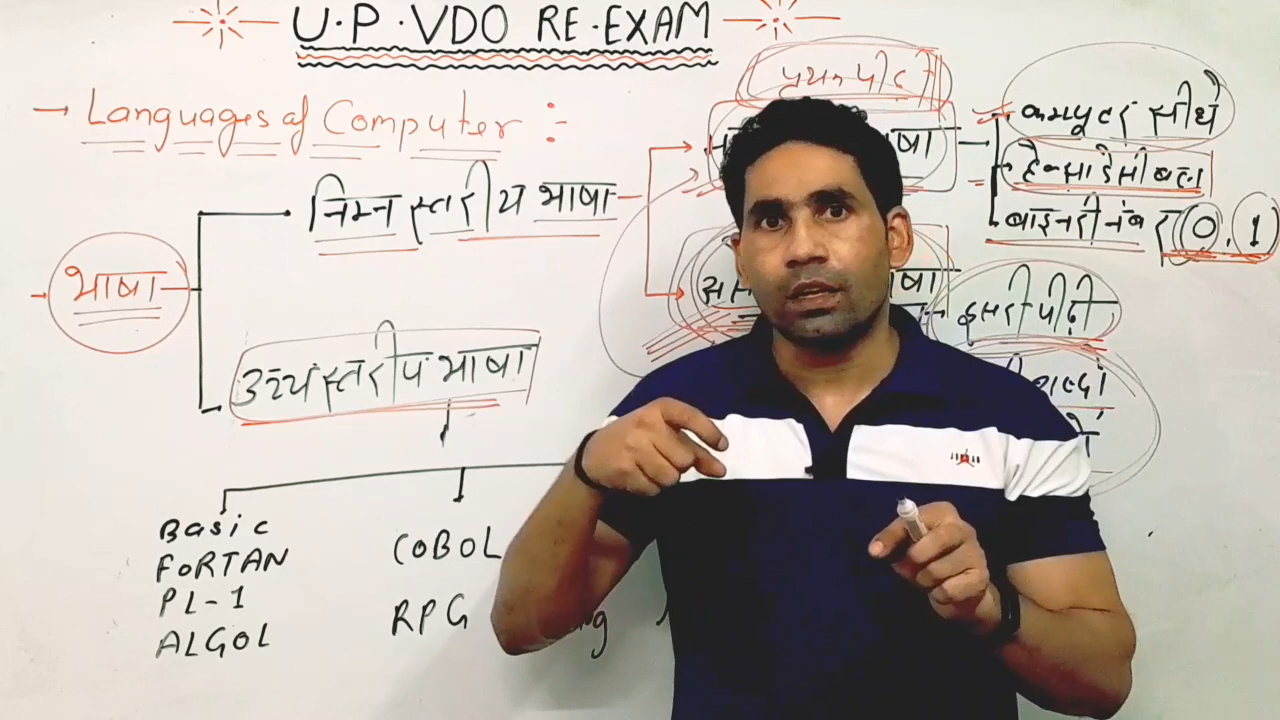 U.P.VDO RE-EXAM
→ Languages of Computer :-
प्रथम पीढी
निम्न स्तरीय भाषा
कम्प्युटर सीधे
हेक्साडेसीमल
बाइनरी नंबर (0,1)
भाषा
उच्च स्तरीय भाषा
दुसरी पीढ़ी
Basic
FORTAN
PL-1
ALGOL
COBOL
RPG